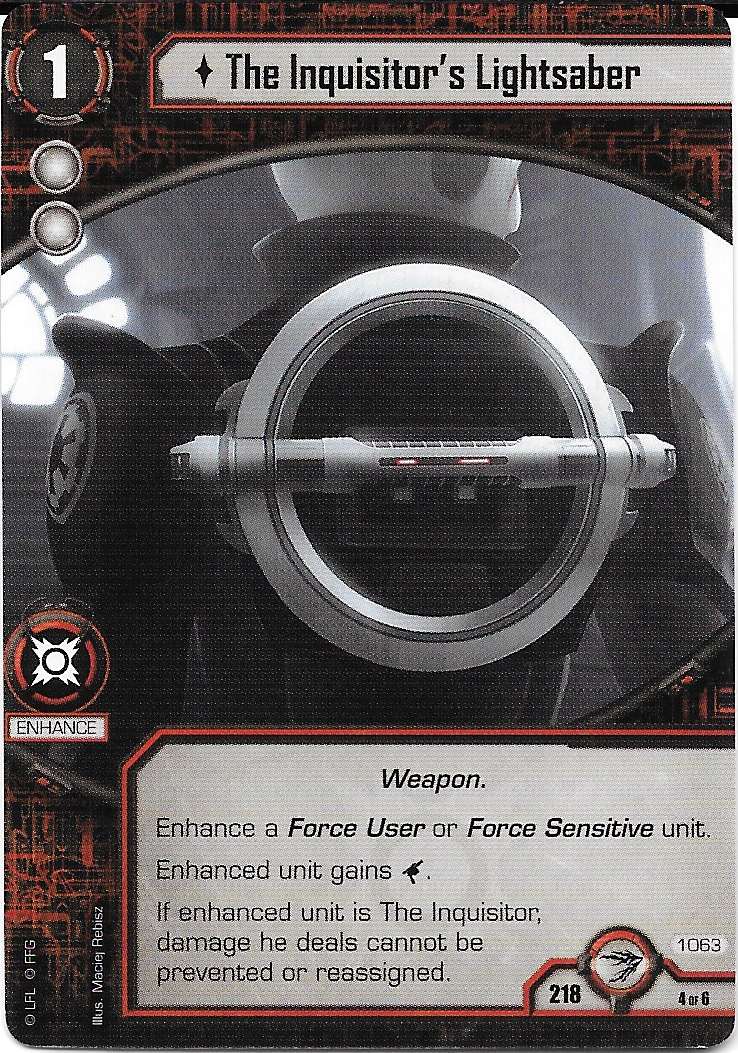 1
The Inquisitor's Lightsaber
ENHANCE
Weapon.
Enhance a Force User or Force Sensitive unit.
Enhanced unit gains .
If enhanced unit is The Inquisitor,
damage he deals cannot be
prevented or reassigned.
© LFL © FFG
Illus. Maciej Rebisz
218
1063
4 OF 6